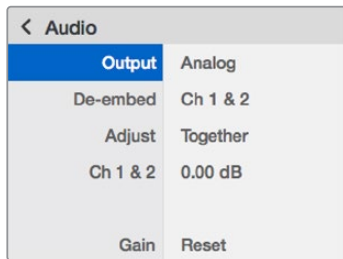 < Audio
Output Analog
De-embed Ch 1 & 2
Adjust Together
Ch 1 & 2 0.00 dB
Gain Reset